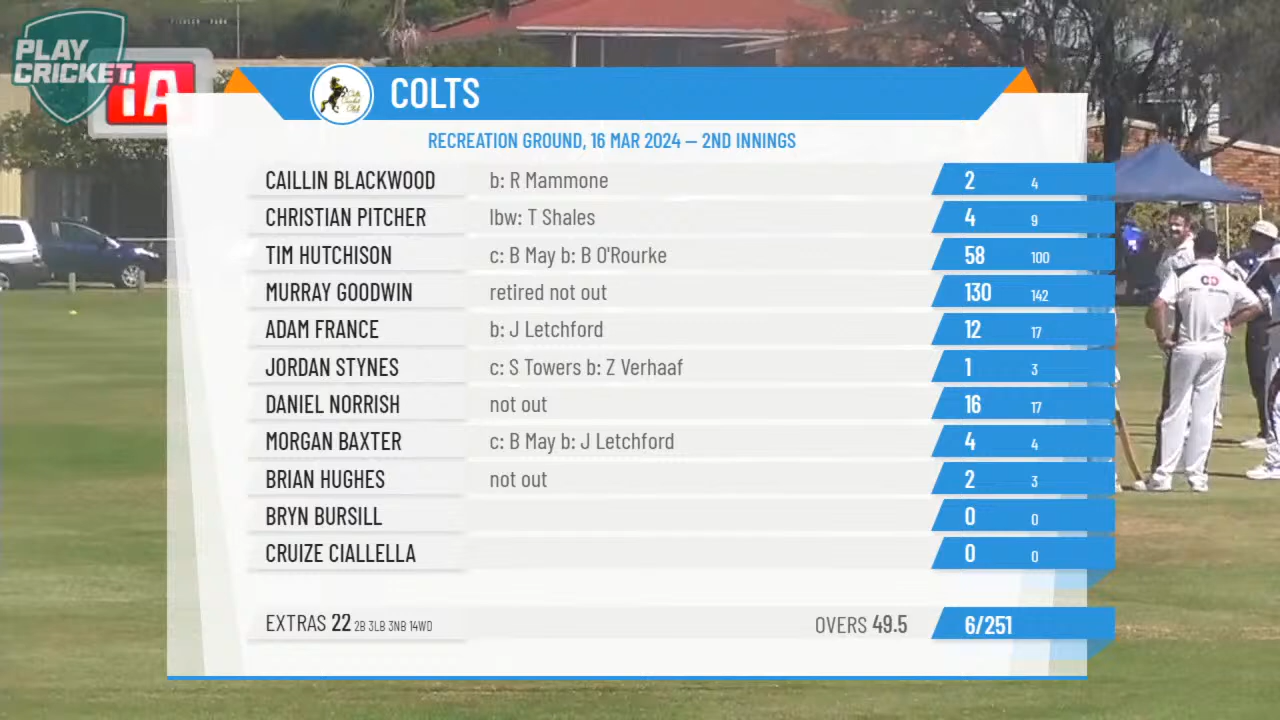 PLAY
CRICKET
iA
COLTS
RECREATION GROUND, 16 MAR 2024 – 2ND INNINGS
CAILLIN BLACKWOOD b: R Mammone 2 4
CHRISTIAN PITCHER lbw: T Shales 4 9
TIM HUTCHISON c: B May b: B O'Rourke 58 100
MURRAY GOODWIN retired not out 130 142
ADAM FRANCE b: J Letchford 12 17
JORDAN STYNES c: S Towers b: Z Verhaaf 1 3
DANIEL NORRISH not out 16 17
MORGAN BAXTER c: B May b: J Letchford 4 4
BRIAN HUGHES not out 2 3
BRYN BURSILL 0 0
CRUIZE CIALLELLA 0 0
EXTRAS 22 2B 3LB 3NB 14WD OVERS 49.5 6/251